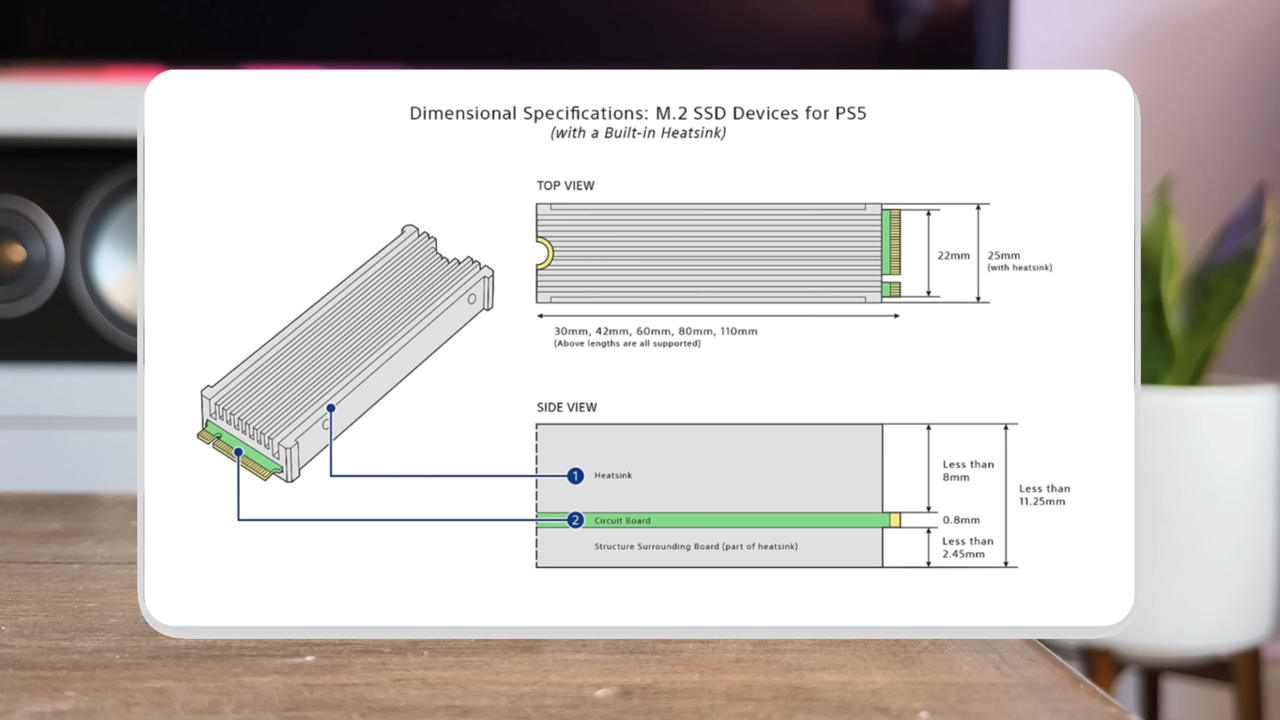 Dimensional Specifications: M.2 SSD Devices for PS5
(with a Built-in Heatsink)
TOP VIEW
22mm
25mm
(with heatsink)
30mm, 42mm, 60mm, 80mm, 110mm
(Above lengths are all supported)
SIDE VIEW
Less than
8mm
1 Heatsink
Less than
11.25mm
2 Circuit Board
0.8mm
Structure Surrounding Board (part of heatsink)
Less than
2.45mm